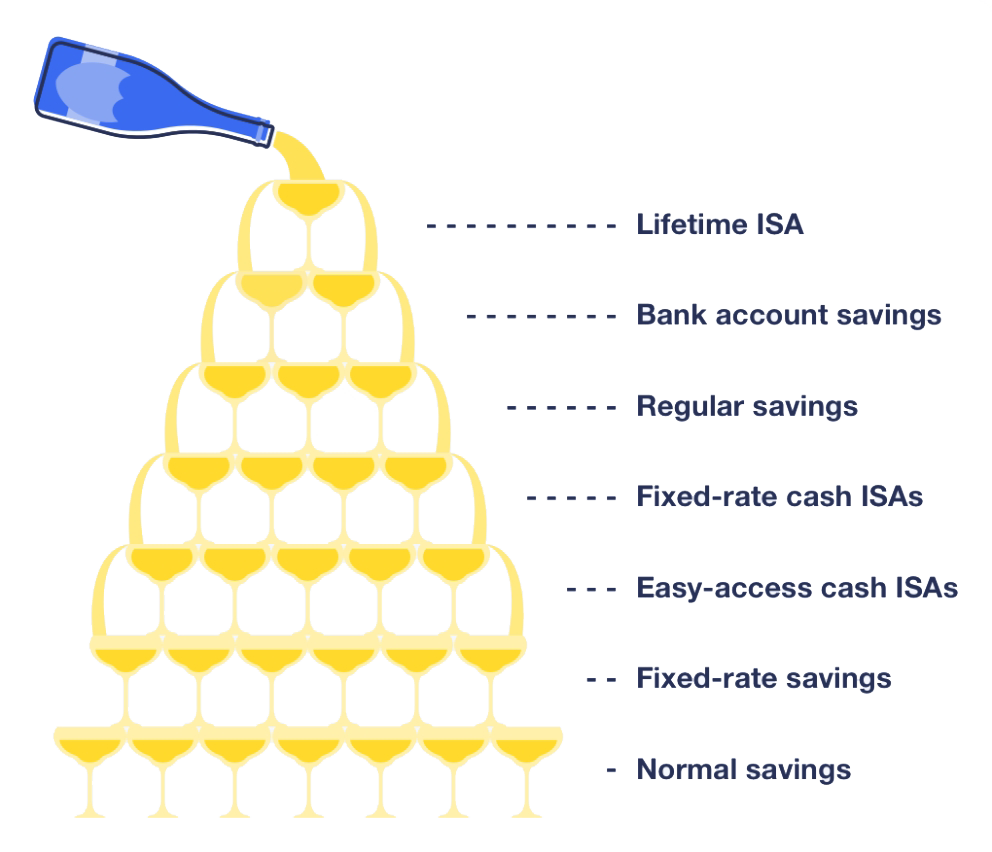 Lifetime ISA
Bank account savings
Regular savings
Fixed-rate cash ISAs
Easy-access cash ISAs
Fixed-rate savings
Normal savings